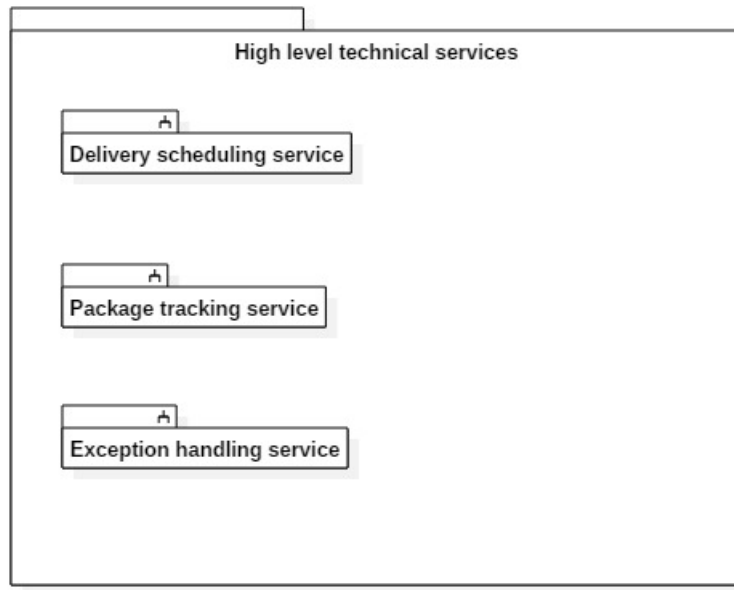 High level technical services
Delivery scheduling service
Package tracking service
Exception handling service